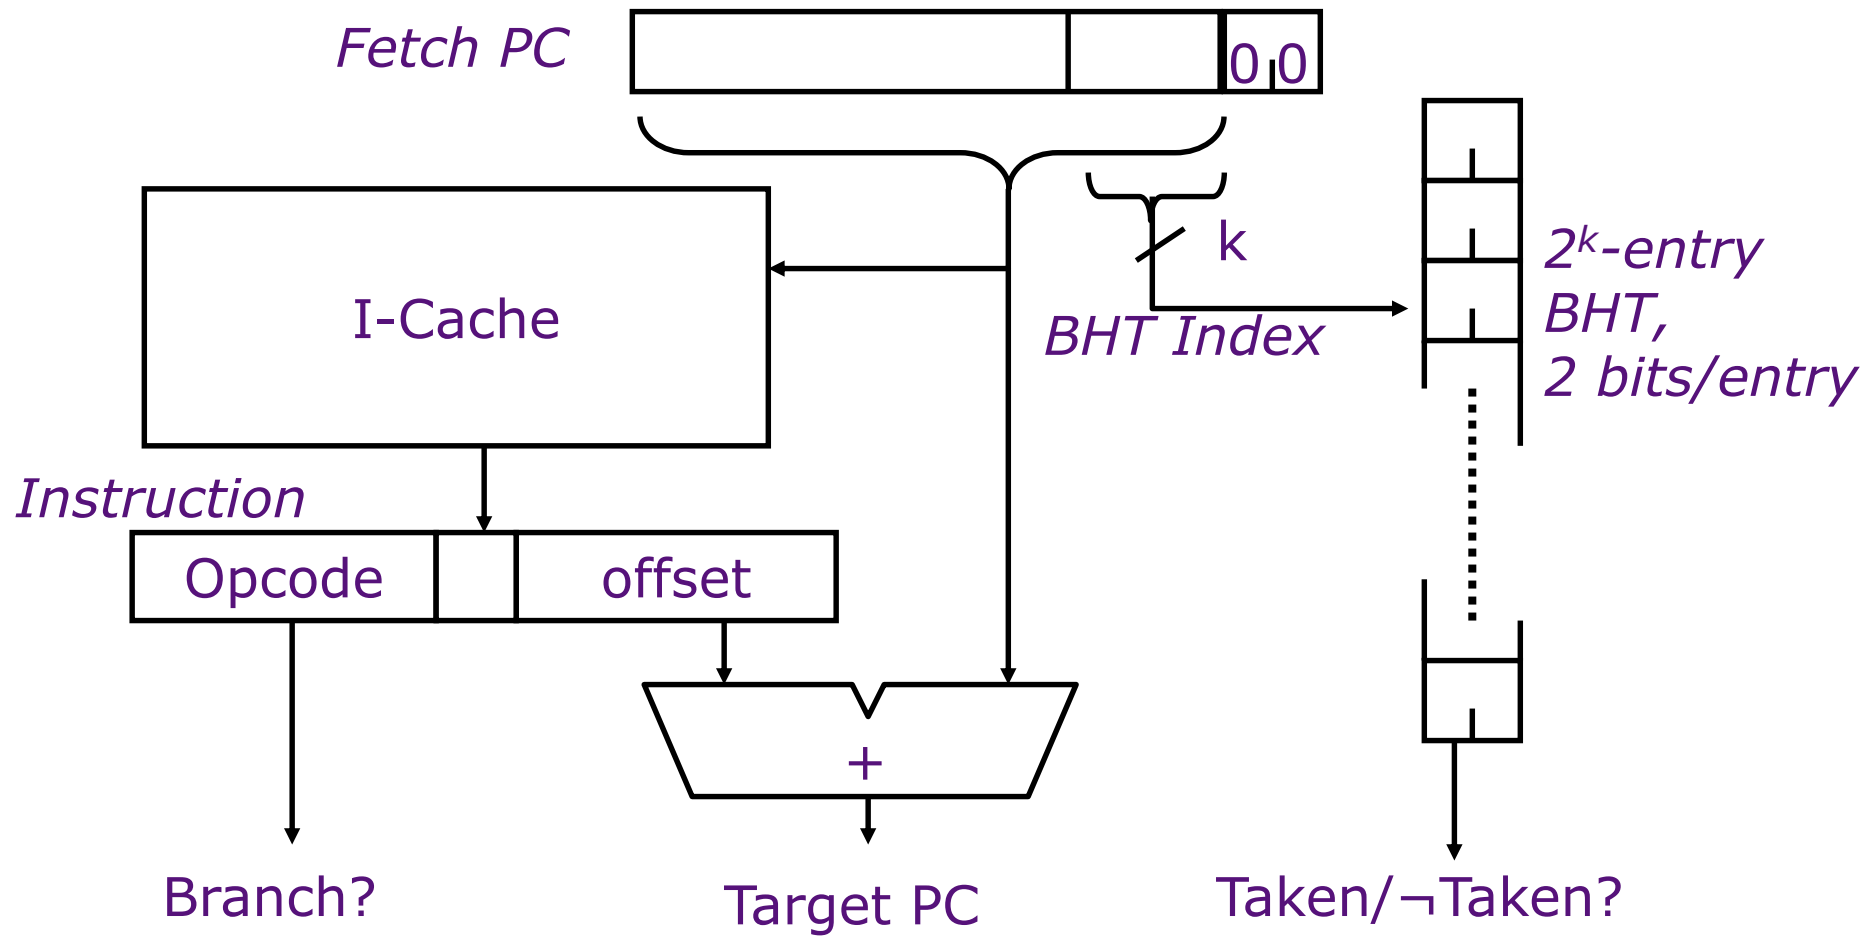 Fetch PC
0 0
k
2ᵏ-entry
BHT,
2 bits/entry
I-Cache
BHT Index
Instruction
Opcode
offset
+
Branch?
Target PC
Taken/¬Taken?